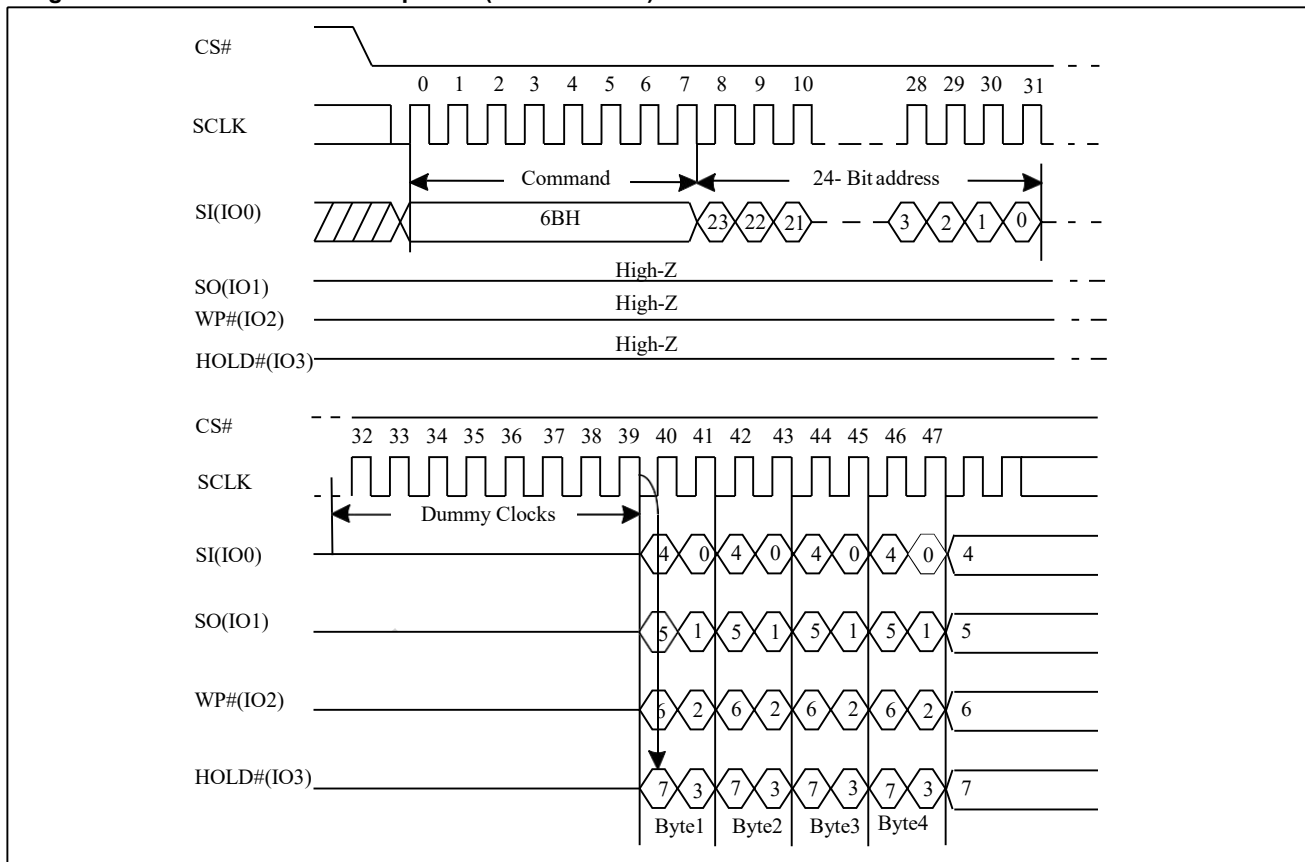 CS#
0 1 2 3 4 5 6 7 8 9 10 28 29 30 31
SCLK
Command 24- Bit address
SI(IO0) 6BH 23 22 21 3 2 1 0
High-Z
SO(IO1)
High-Z
WP#(IO2)
High-Z
HOLD#(IO3)
CS#
32 33 34 35 36 37 38 39 40 41 42 43 44 45 46 47
SCLK
Dummy Clocks
SI(IO0) 4 0 4 0 4 0 4 0 4
SO(IO1) 5 1 5 1 5 1 5 1 5
WP#(IO2) 6 2 6 2 6 2 6 2 6
HOLD#(IO3) 7 3 7 3 7 3 7 3 7
Byte1 Byte2 Byte3 Byte4